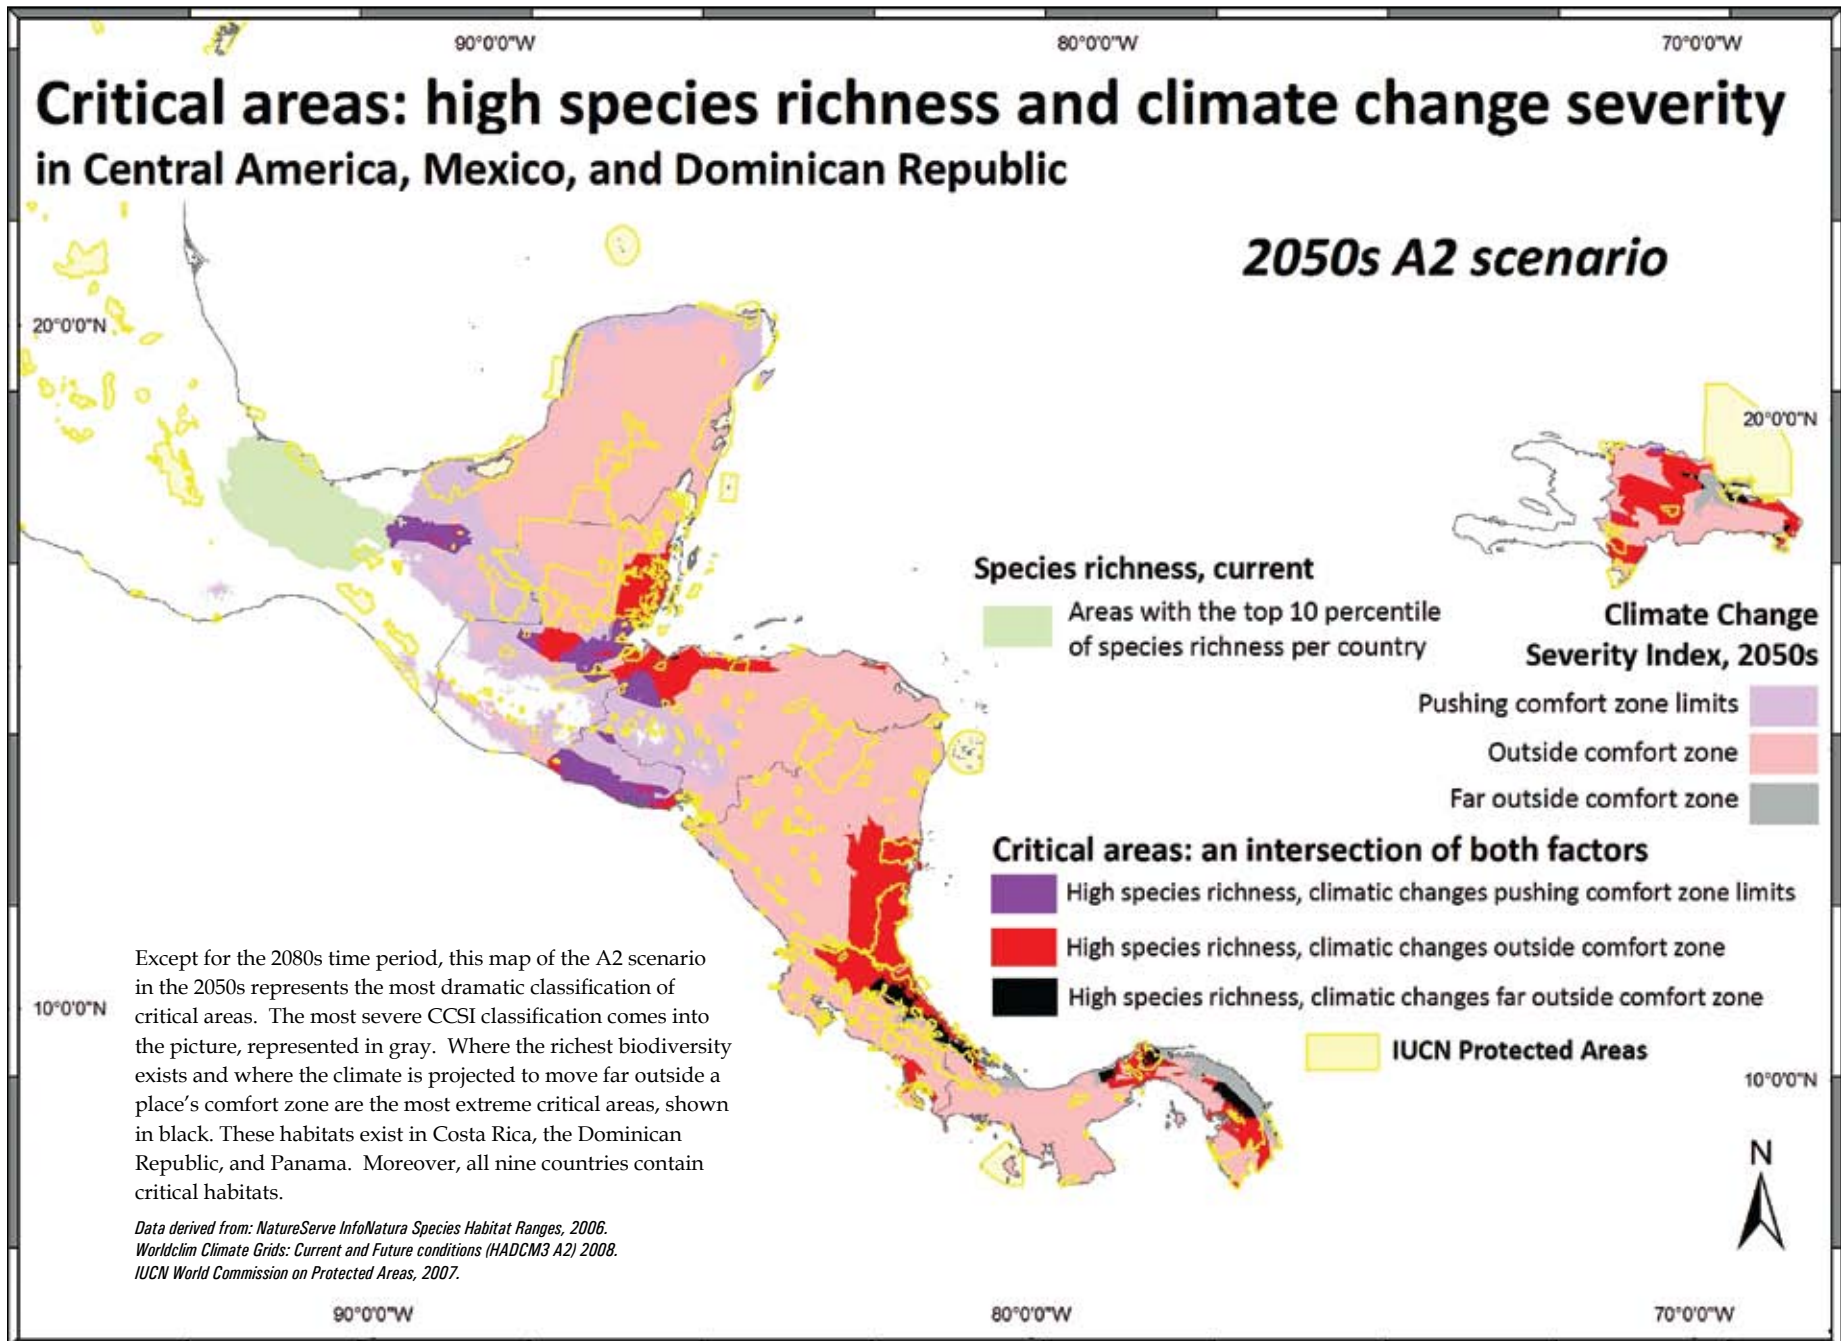 90°0'0"W
80°0'0"W
70°0'0"W
Critical areas: high species richness and climate change severity
in Central America, Mexico, and Dominican Republic
2050s A2 scenario
20°0'0"N
20°0'0"N
Species richness, current
Areas with the top 10 percentile
of species richness per country
Climate Change
Severity Index, 2050s
Pushing comfort zone limits
Outside comfort zone
Far outside comfort zone
Critical areas: an intersection of both factors
High species richness, climatic changes pushing comfort zone limits
High species richness, climatic changes outside comfort zone
High species richness, climatic changes far outside comfort zone
IUCN Protected Areas
Except for the 2080s time period, this map of the A2 scenario
in the 2050s represents the most dramatic classification of
critical areas.  The most severe CCSI classification comes into
the picture, represented in gray.  Where the richest biodiversity
exists and where the climate is projected to move far outside a
place's comfort zone are the most extreme critical areas, shown
in black. These habitats exist in Costa Rica, the Dominican
Republic, and Panama.  Moreover, all nine countries contain
critical habitats.
Data derived from: NatureServe InfoNatura Species Habitat Ranges, 2006.
Worldclim Climate Grids: Current and Future conditions (HADCM3 A2) 2008.
IUCN World Commission on Protected Areas, 2007.
10°0'0"N
10°0'0"N
N
90°0'0"W
80°0'0"W
70°0'0"W